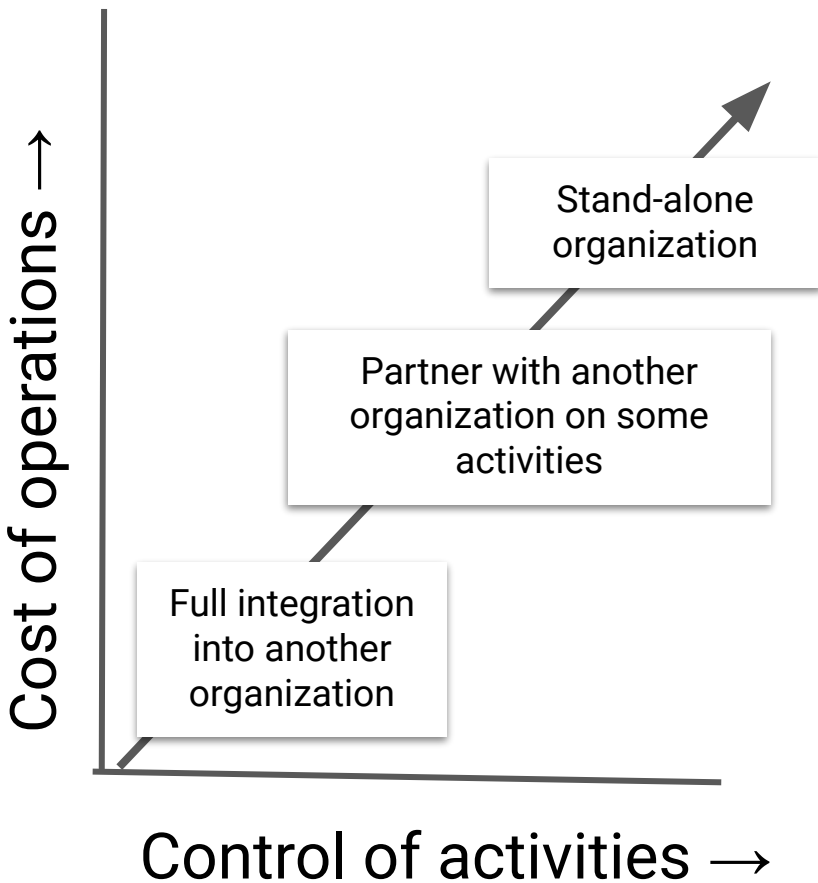 Cost of operations →
Stand-alone
organization
Partner with another
organization on some
activities
Full integration
into another
organization
Control of activities →